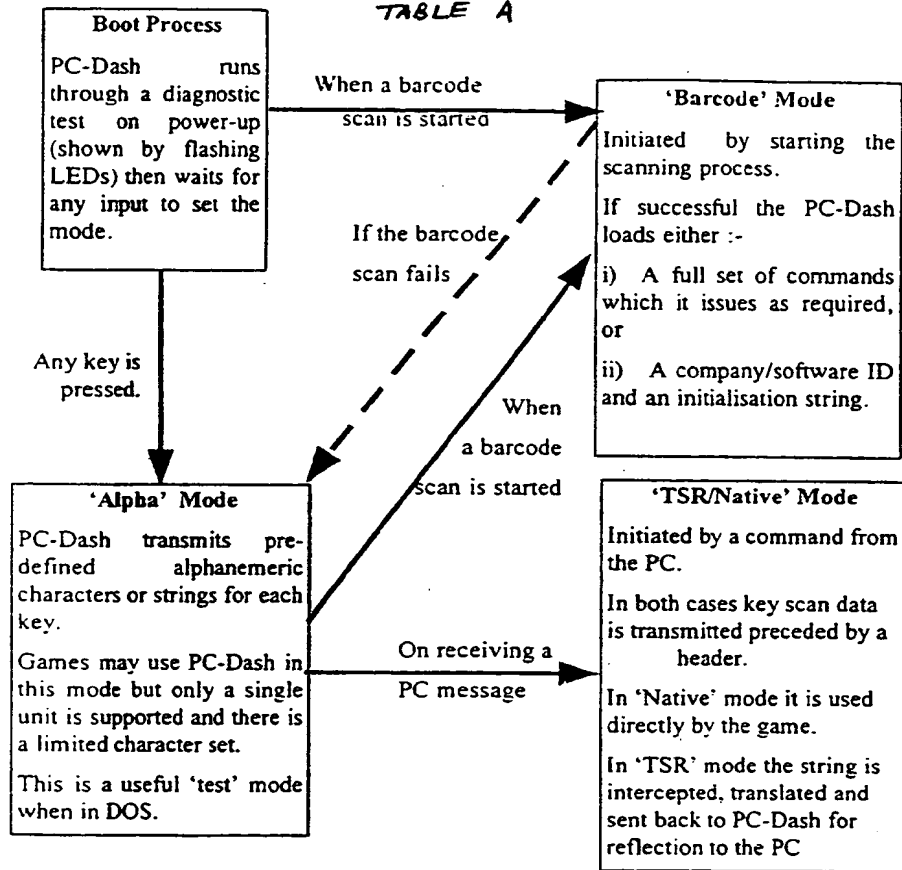 TABLE A
Boot Process
PC-Dash runs
through a diagnostic
test on power-up
(shown by flashing
LEDs) then waits for
any input to set the
mode.
When a barcode
scan is started
'Barcode' Mode
Initiated by starting the
scanning process.
If successful the PC-Dash
loads either :-
i) A full set of commands
which it issues as required,
or
ii) A company/software ID
and an initialisation string.
If the barcode
scan fails
Any key is
pressed.
When
a barcode
scan is started
'Alpha' Mode
PC-Dash transmits pre-
defined alphanemeric
characters or strings for each
key.
Games may use PC-Dash in
this mode but only a single
unit is supported and there is
a limited character set.
This is a useful 'test' mode
when in DOS.
On receiving a
PC message
'TSR/Native' Mode
Initiated by a command from
the PC.
In both cases key scan data
is transmitted preceded by a
header.
In 'Native' mode it is used
directly by the game.
In 'TSR' mode the string is
intercepted, translated and
sent back to PC-Dash for
reflection to the PC